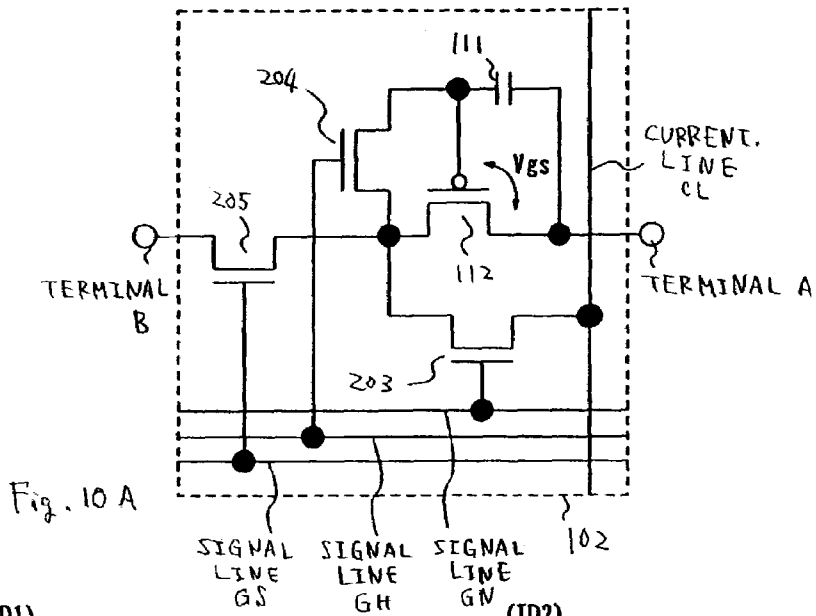 111
204
Vgs
CURRENT.
LINE
CL
205
112
TERMINAL
B
TERMINAL A
203
Fig. 10 A
102
SIGNAL
LINE
GS
SIGNAL
LINE
GH
SIGNAL
LINE
GN
(ID2)